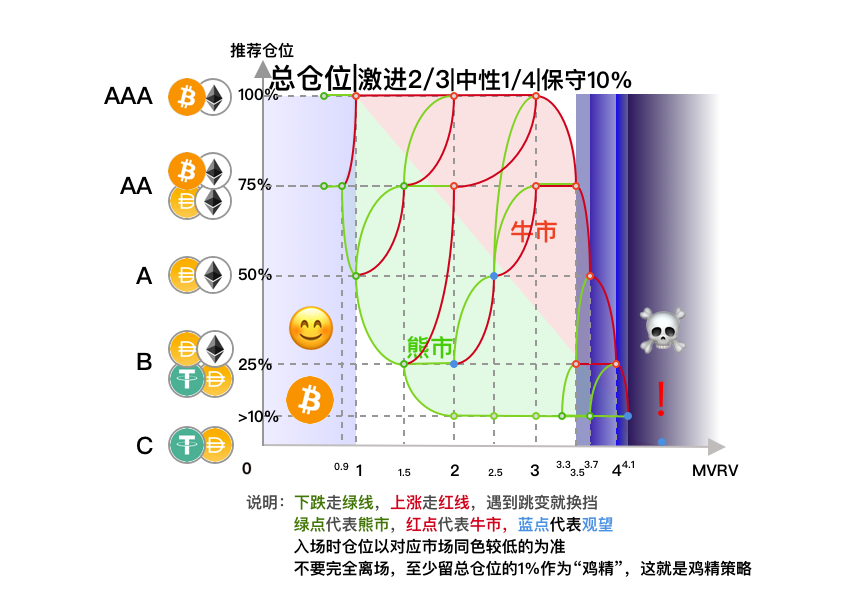 推荐仓位
总仓位|激进2/3|中性1/4|保守10%
AAA
100%
AA
75%
牛市
A
50%
熊市
B
25%
>10%
C
0
0.9
1
1.5
2
2.5
3
3.3
3.5
3.7
4
4.1
MVRV
说明：下跌走绿线，上涨走红线，遇到跳变就换挡
绿点代表熊市，红点代表牛市，蓝点代表观望
入场时仓位以对应市场同色较低的为准
不要完全离场，至少留总仓位的1%作为“鸡精”，这就是鸡精策略